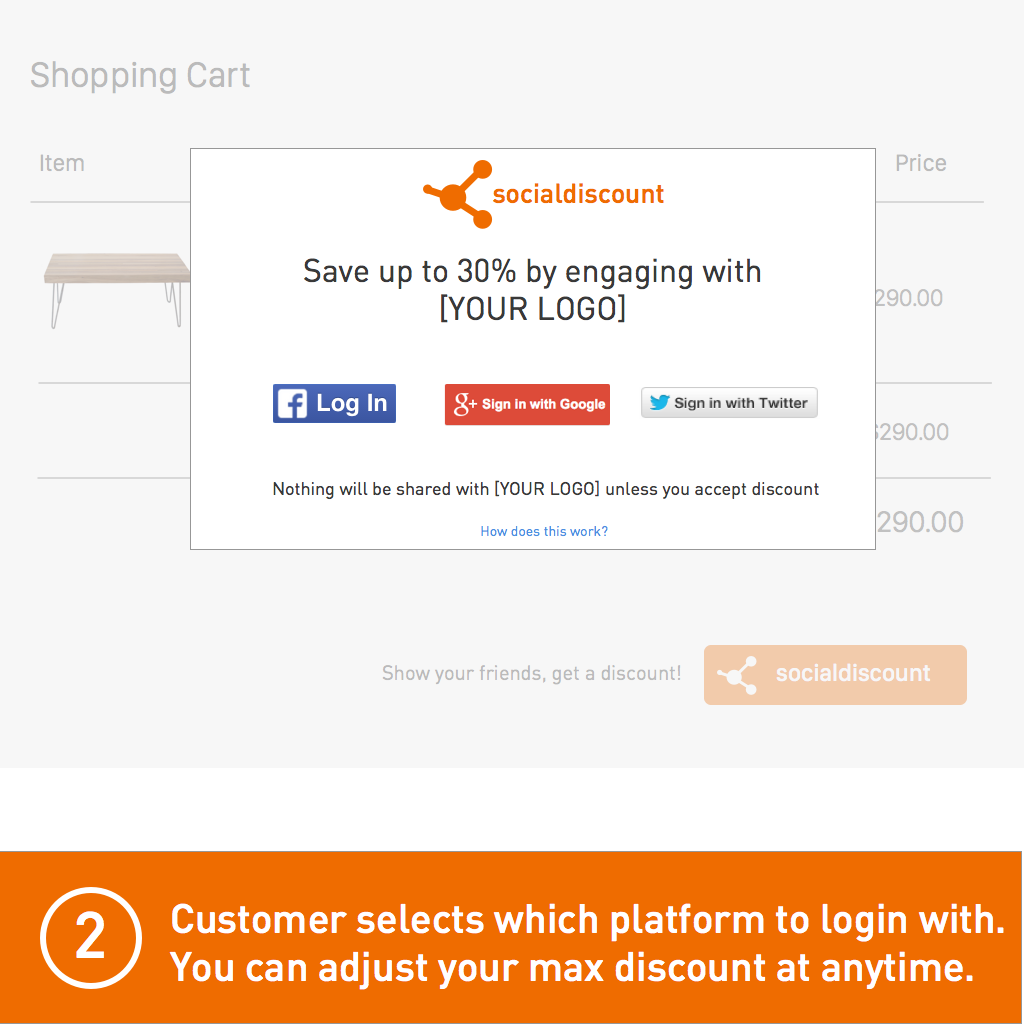 Shopping Cart
Item
Price
socialdiscount
Save up to 30% by engaging with
[YOUR LOGO]
290.00
f Log In
g+ Sign in with Google
Sign in with Twitter
$290.00
Nothing will be shared with [YOUR LOGO] unless you accept discount
290.00
How does this work?
Show your friends, get a discount!
socialdiscount
2
Customer selects which platform to login with.
You can adjust your max discount at anytime.